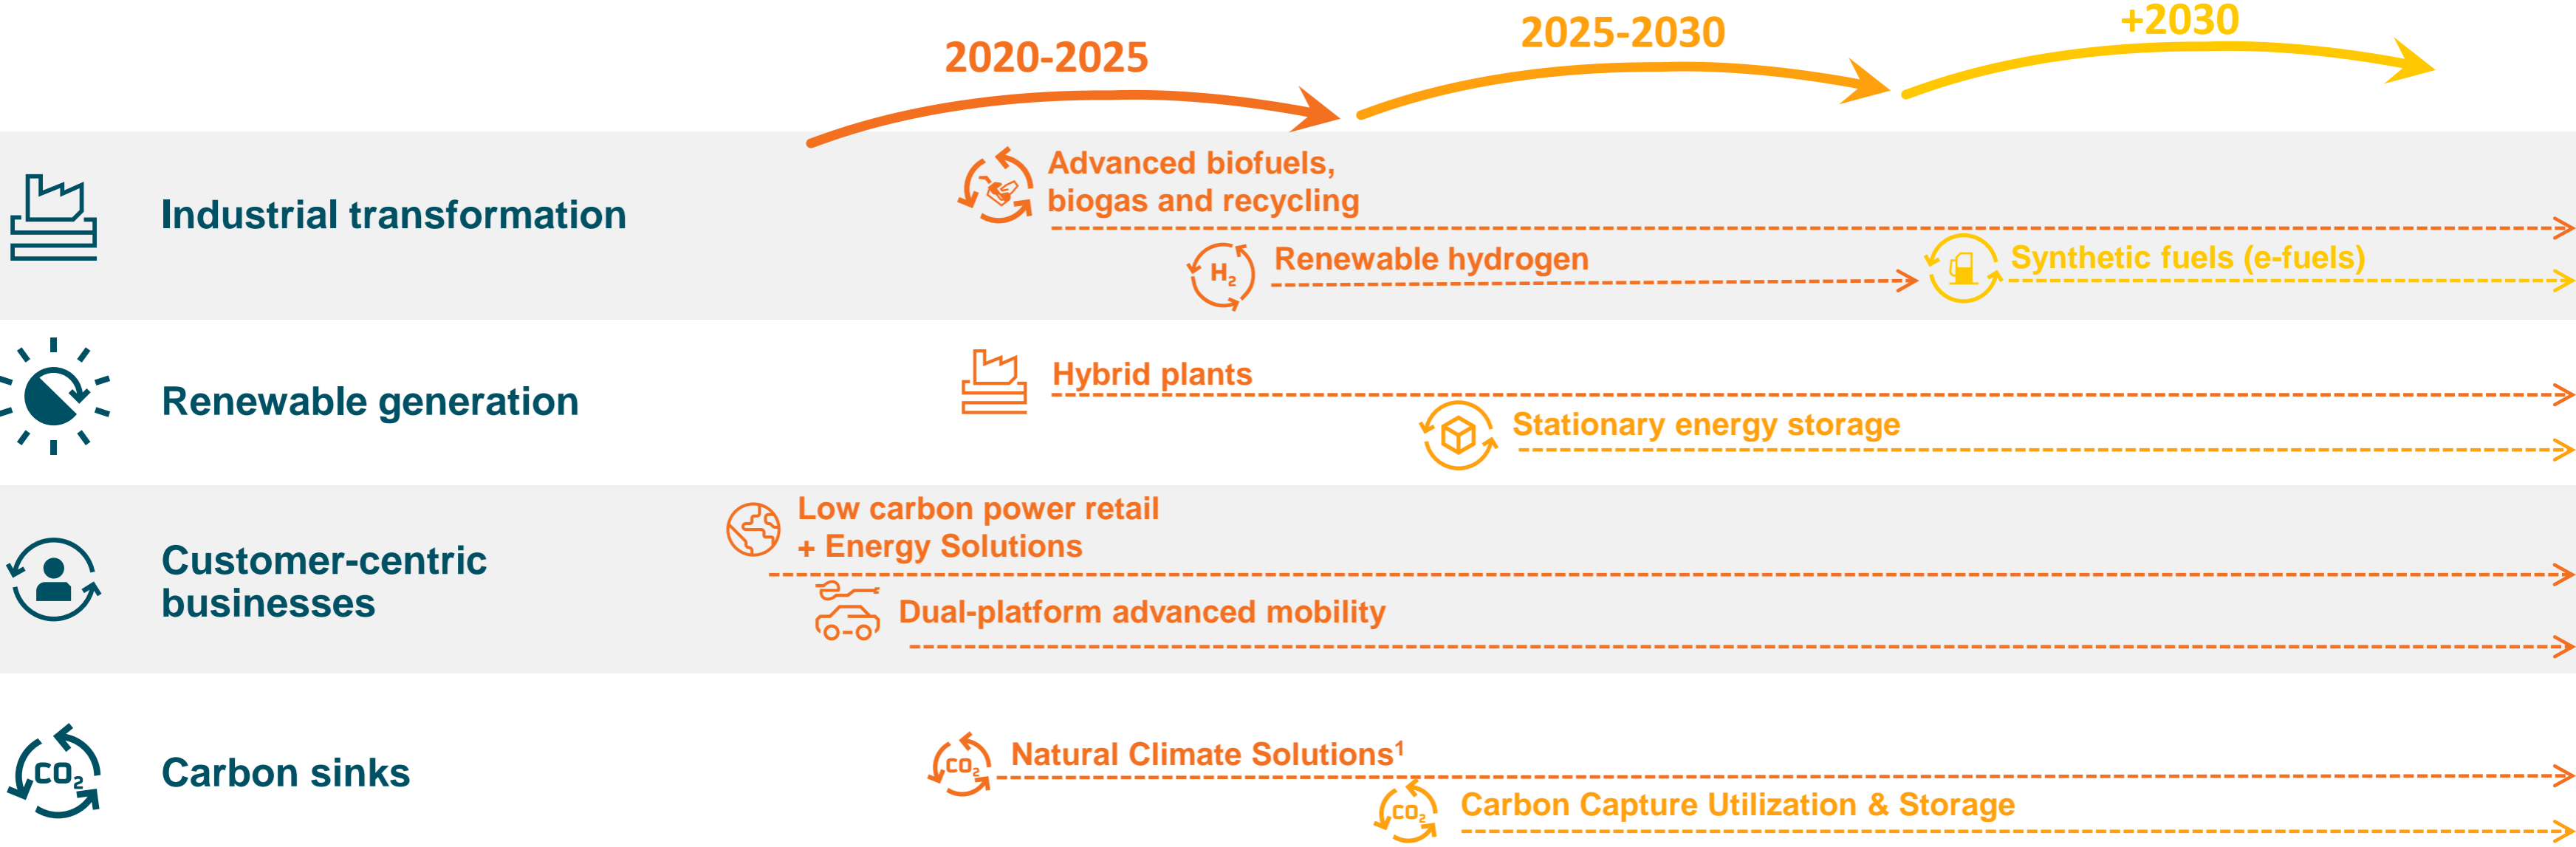 2020-2025
2025-2030
+2030
Industrial transformation
Advanced biofuels,
biogas and recycling
H₂
Renewable hydrogen
Synthetic fuels (e-fuels)
Renewable generation
Hybrid plants
Stationary energy storage
Customer-centric
businesses
Low carbon power retail
+ Energy Solutions
Dual-platform advanced mobility
CO₂
Carbon sinks
CO₂
Natural Climate Solutions¹
CO₂
Carbon Capture Utilization & Storage